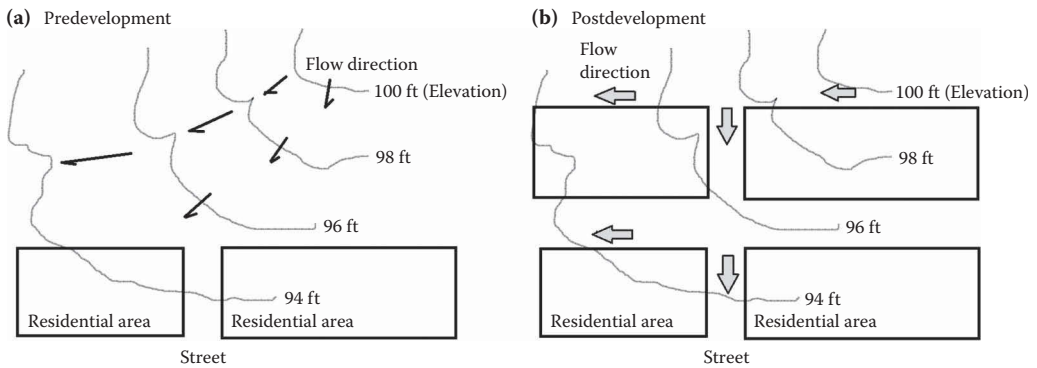 (a) Predevelopment
Flow direction
100 ft (Elevation)
98 ft
96 ft
94 ft
Residential area
Residential area
Street
(b) Postdevelopment
Flow
direction
100 ft (Elevation)
98 ft
96 ft
94 ft
Residential area
Residential area
Street